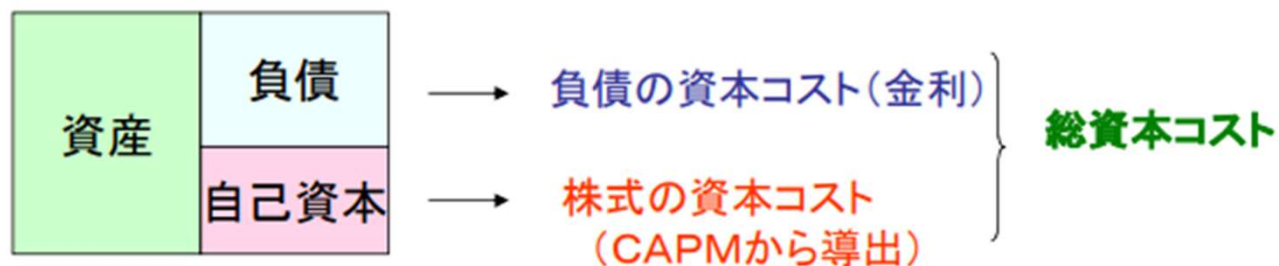 資産
負債
自己資本
負債の資本コスト（金利）
株式の資本コスト
（CAPMから導出）
総資本コスト